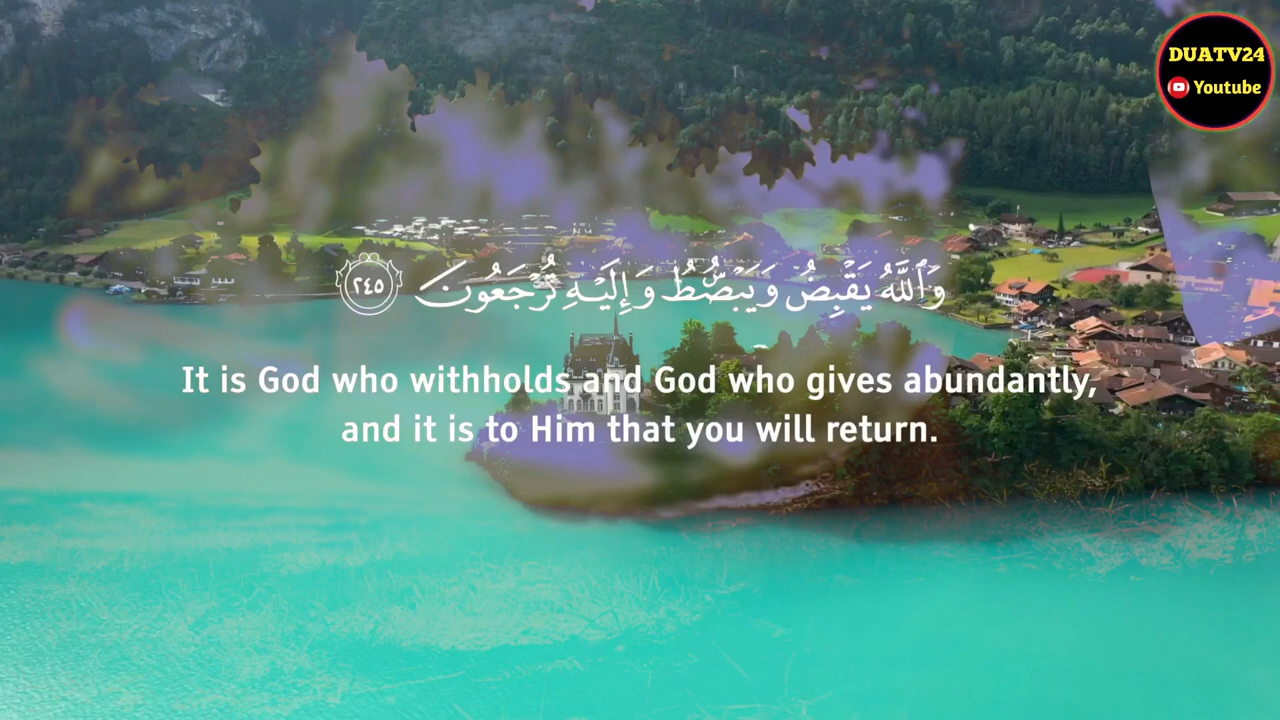 DUATV24
Youtube
وَٱللَّهُ يَقۡبِضُ وَيَبۡصُۜطُ وَإِلَيۡهِ تُرۡجَعُونَ ٢٤٥
It is God who withholds and God who gives abundantly,
and it is to Him that you will return.